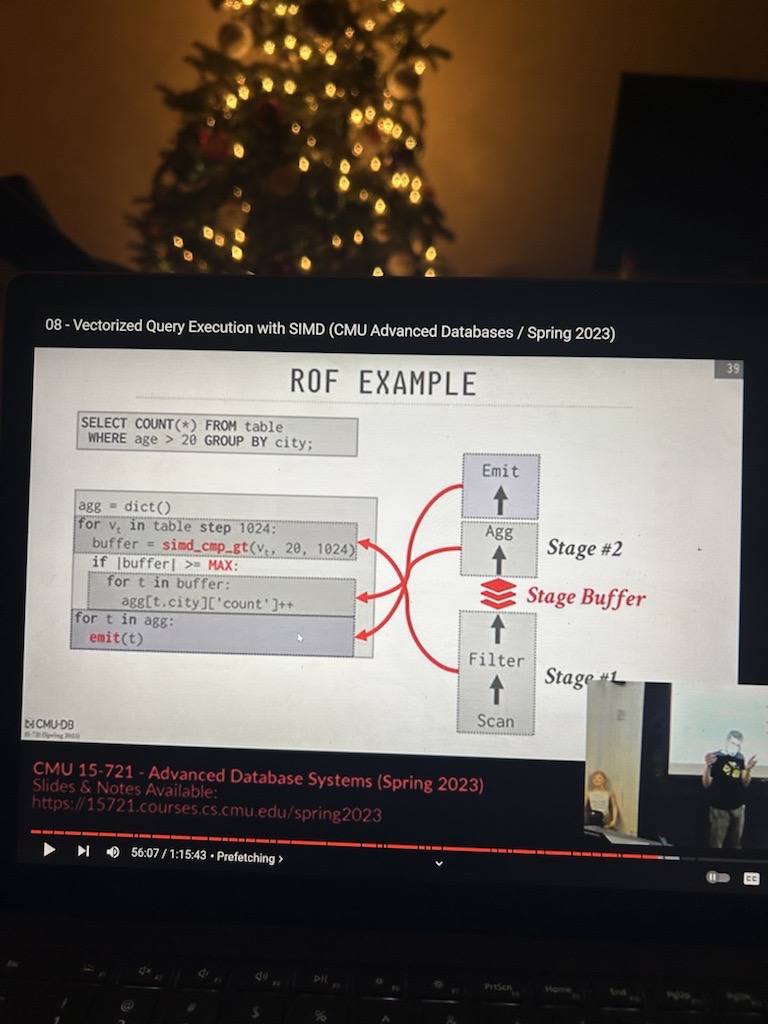 08 - Vectorized Query Execution with SIMD (CMU Advanced Databases / Spring 2023)
39
ROF EXAMPLE
SELECT COUNT(*) FROM table
WHERE age > 20 GROUP BY city;
agg = dict()
for vₜ in table step 1024:
buffer = simd_cmp_gt(vₜ, 20, 1024)
if |buffer| >= MAX:
for t in buffer:
agg[t.city]['count']++
for t in agg:
emit(t)
Emit
Agg
Stage #2
Stage Buffer
Filter
Stage #1
Scan
CMU-DB
15-721 (Spring 2023)
CMU 15-721 - Advanced Database Systems (Spring 2023)
Slides & Notes Available:
https://15721.courses.cs.cmu.edu/spring2023
56:07 / 1:15:43 • Prefetching >
CC
PrtScn
Home
End
PgUp
@
$
%
^
&